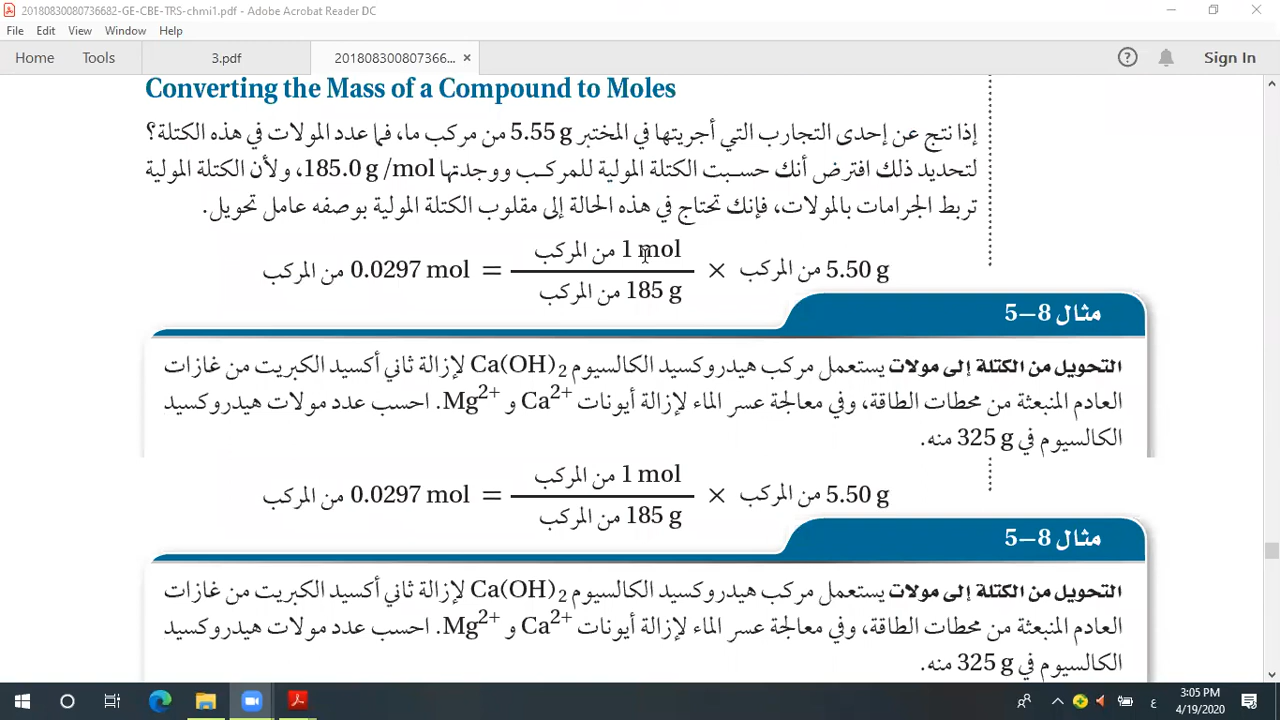 20180830080736682-GE-CBE-TRS-chmi1.pdf - Adobe Acrobat Reader DC
File Edit View Window Help
Home Tools 3.pdf 201808300807366... × Sign In
Converting the Mass of a Compound to Moles
إذا نتج عن إحدى التجارب التي أجريتها في المختبر 5.55 g من مركب ما، فما عدد المولات في هذه الكتلة؟
لتحديد ذلك افترض أنك حسبت الكتلة المولية للمركب ووجدتها 185.0 g/mol، ولأن الكتلة المولية
تربط الجرامات بالمولات، فإنك تحتاج في هذه الحالة إلى مقلوب الكتلة المولية بوصفه عامل تحويل.
1 mol من المركب
5.50 g من المركب × = 0.0297 mol من المركب
185 g من المركب
مثال 8–5
التحويل من الكتلة إلى مولات يستعمل مركب هيدروكسيد الكالسيوم Ca(OH)2 لإزالة ثاني أكسيد الكبريت من غازات
العادم المنبعثة من محطات الطاقة، وفي معالجة عسر الماء لإزالة أيونات Ca2+ و Mg2+. احسب عدد مولات هيدروكسيد
الكالسيوم في 325 g منه.
1 mol من المركب
5.50 g من المركب × = 0.0297 mol من المركب
185 g من المركب
مثال 8–5
التحويل من الكتلة إلى مولات يستعمل مركب هيدروكسيد الكالسيوم Ca(OH)2 لإزالة ثاني أكسيد الكبريت من غازات
العادم المنبعثة من محطات الطاقة، وفي معالجة عسر الماء لإزالة أيونات Ca2+ و Mg2+. احسب عدد مولات هيدروكسيد
الكالسيوم في 325 g منه.
ع 3:05 PM
4/19/2020